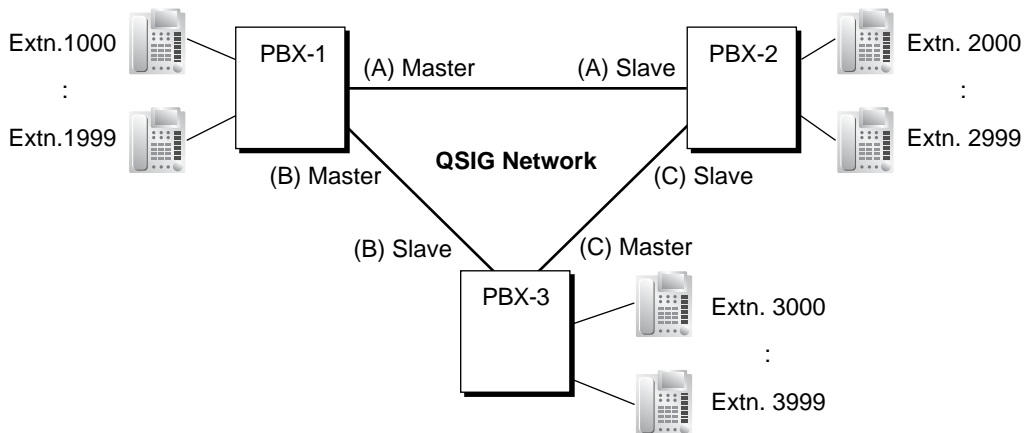 Extn.1000
PBX-1
(A) Master
(A) Slave
PBX-2
Extn. 2000
:
:
Extn.1999
Extn. 2999
QSIG Network
(B) Master
(C) Slave
(B) Slave
(C) Master
PBX-3
Extn. 3000
:
Extn. 3999